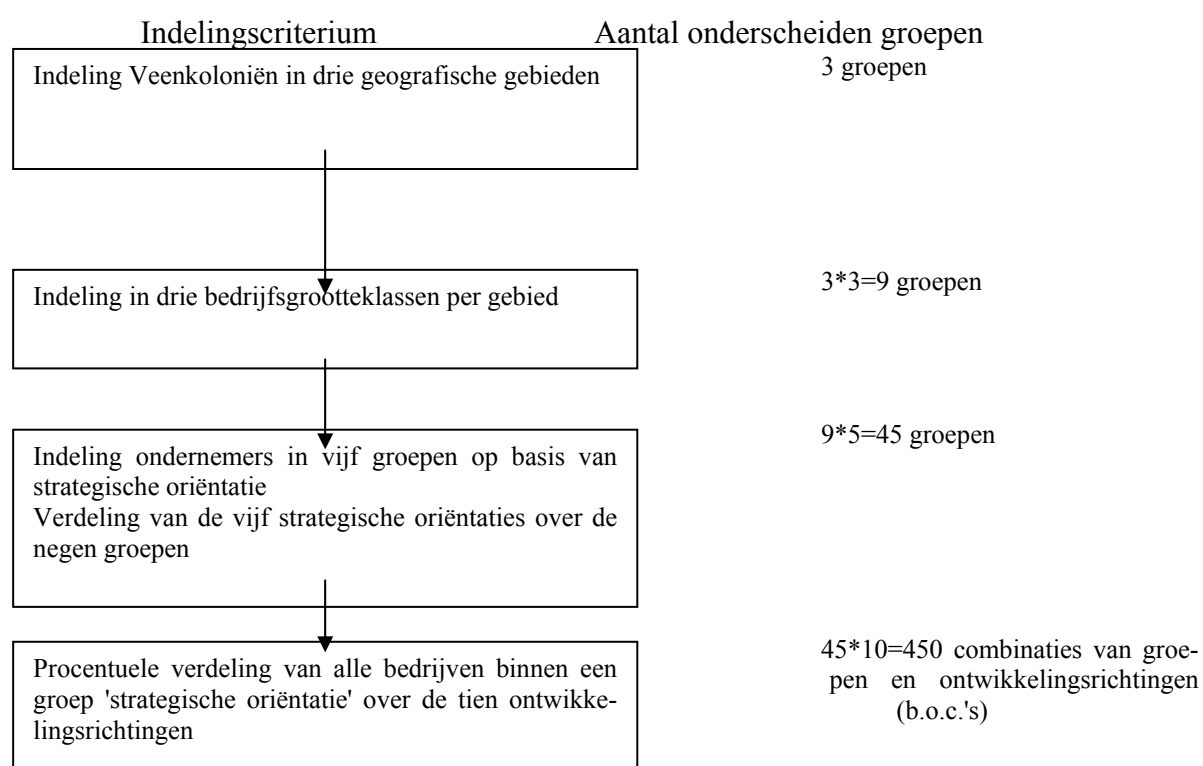 Indelingscriterium Aantal onderscheiden groepen
Indeling Veenkoloniën in drie geografische gebieden
3 groepen
Indeling in drie bedrijfsgrootteklassen per gebied
3*3=9 groepen
Indeling ondernemers in vijf groepen op basis van
strategische oriëntatie
Verdeling van de vijf strategische oriëntaties over de
negen groepen
9*5=45 groepen
Procentuele verdeling van alle bedrijven binnen een
groep 'strategische oriëntatie' over de tien ontwikke-
lingsrichtingen
45*10=450 combinaties van groe-
pen en ontwikkelingsrichtingen
(b.o.c.'s)